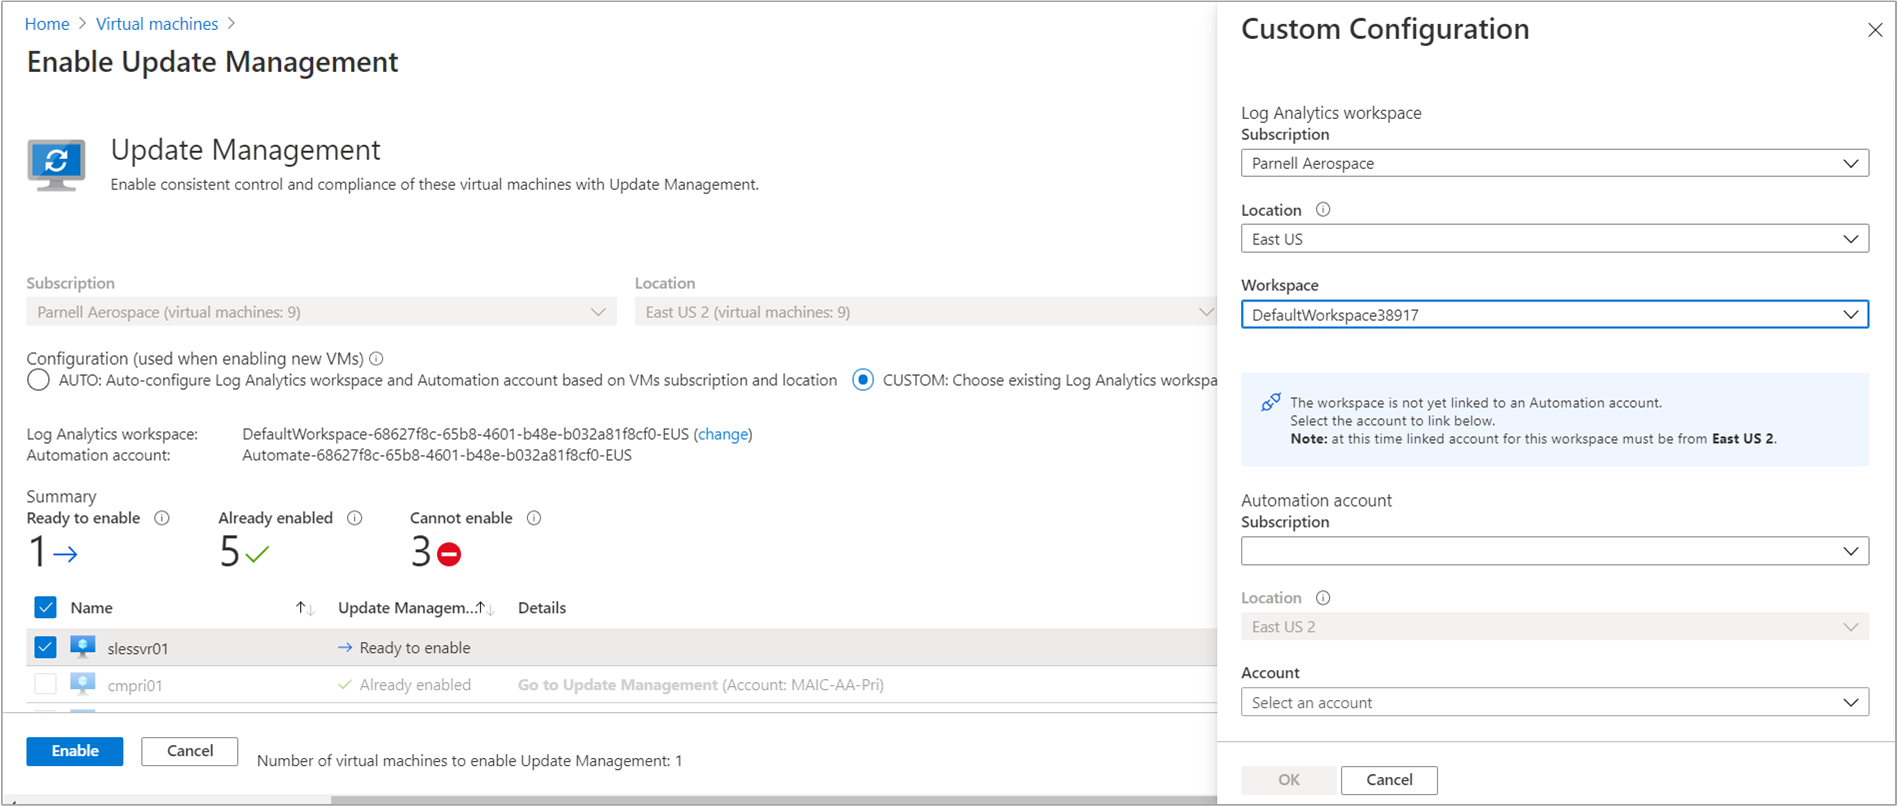 Home > Virtual machines >
Enable Update Management
Update Management
Enable consistent control and compliance of these virtual machines with Update Management.
Subscription
Location
Parnell Aerospace (virtual machines: 9)
East US 2 (virtual machines: 9)
Configuration (used when enabling new VMs)
AUTO: Auto-configure Log Analytics workspace and Automation account based on VMs subscription and location
CUSTOM: Choose existing Log Analytics workspa
Log Analytics workspace: DefaultWorkspace-68627f8c-65b8-4601-b48e-b032a81f8cf0-EUS (change)
Automation account: Automate-68627f8c-65b8-4601-b48e-b032a81f8cf0-EUS
Summary
Ready to enable
Already enabled
Cannot enable
1
5
3
Name
Update Managem...
Details
slessvr01
Ready to enable
cmpri01
Already enabled
Go to Update Management (Account: MAIC-AA-Pri)
Enable
Cancel
Number of virtual machines to enable Update Management: 1
Custom Configuration
Log Analytics workspace
Subscription
Parnell Aerospace
Location
East US
Workspace
DefaultWorkspace38917
The workspace is not yet linked to an Automation account.
Select the account to link below.
Note: at this time linked account for this workspace must be from East US 2.
Automation account
Subscription
Location
East US 2
Account
Select an account
OK
Cancel